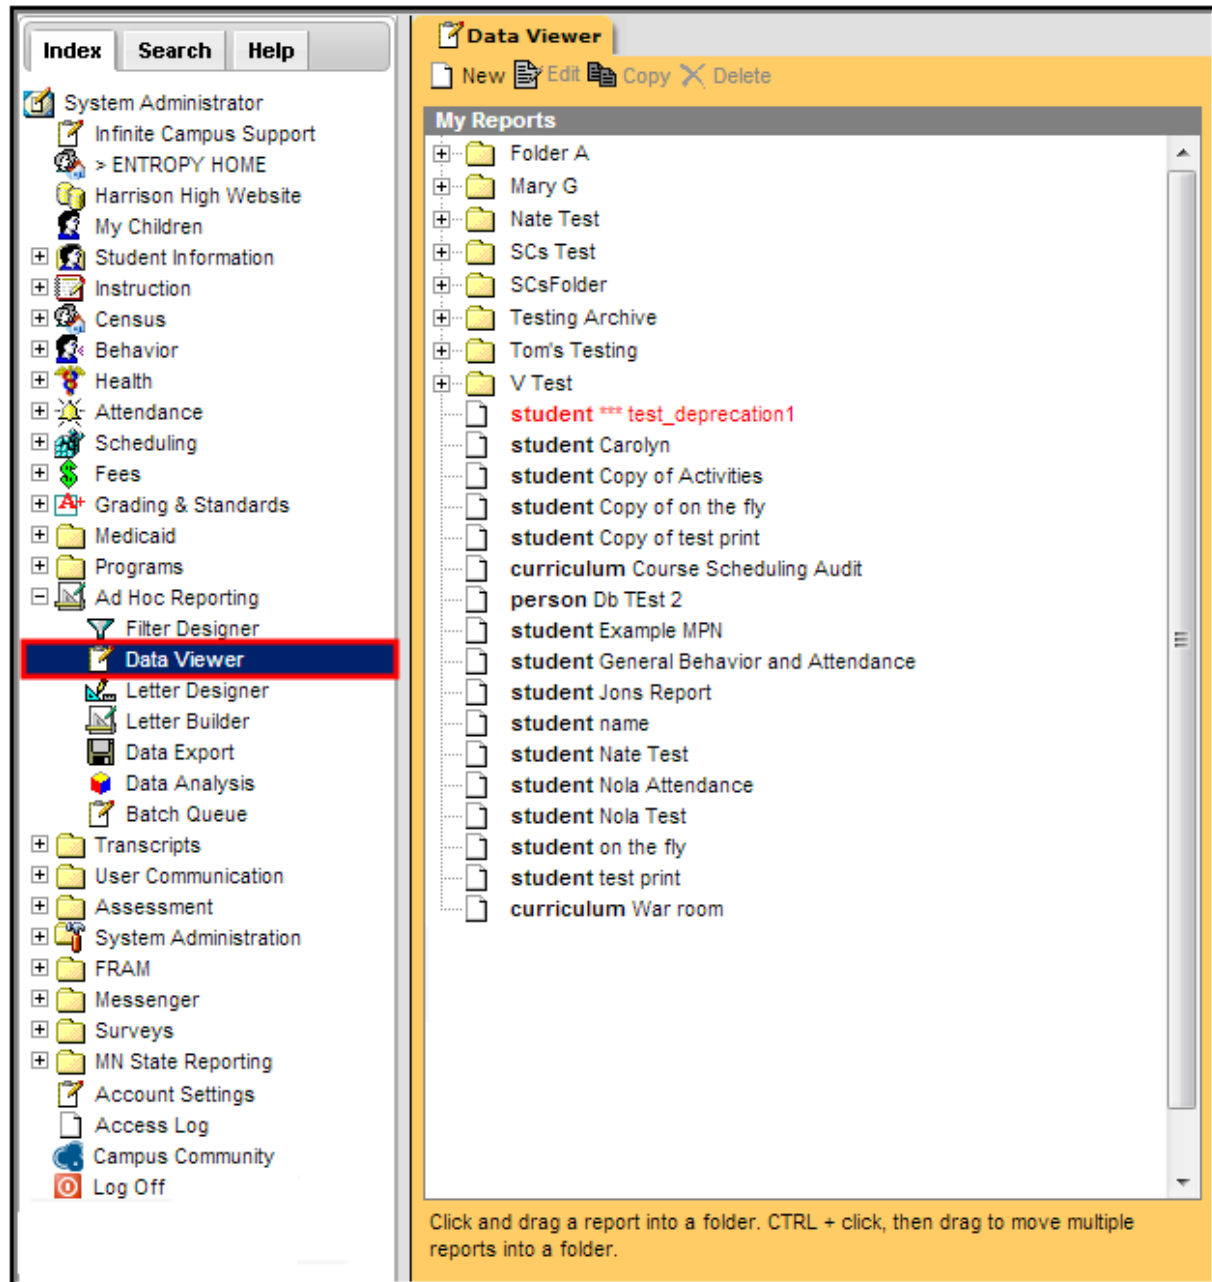 Index Search Help
System Administrator
Infinite Campus Support
> ENTROPY HOME
Harrison High Website
My Children
Student Information
Instruction
Census
Behavior
Health
Attendance
Scheduling
Fees
Grading & Standards
Medicaid
Programs
Ad Hoc Reporting
Filter Designer
Data Viewer
Letter Designer
Letter Builder
Data Export
Data Analysis
Batch Queue
Transcripts
User Communication
Assessment
System Administration
FRAM
Messenger
Surveys
MN State Reporting
Account Settings
Access Log
Campus Community
Log Off
Data Viewer
New Edit Copy Delete
My Reports
Folder A
Mary G
Nate Test
SCs Test
SCsFolder
Testing Archive
Tom's Testing
V Test
student *** test_deprecation1
student Carolyn
student Copy of Activities
student Copy of on the fly
student Copy of test print
curriculum Course Scheduling Audit
person Db TEst 2
student Example MPN
student General Behavior and Attendance
student Jons Report
student name
student Nate Test
student Nola Attendance
student Nola Test
student on the fly
student test print
curriculum War room
Click and drag a report into a folder. CTRL + click, then drag to move multiple
reports into a folder.